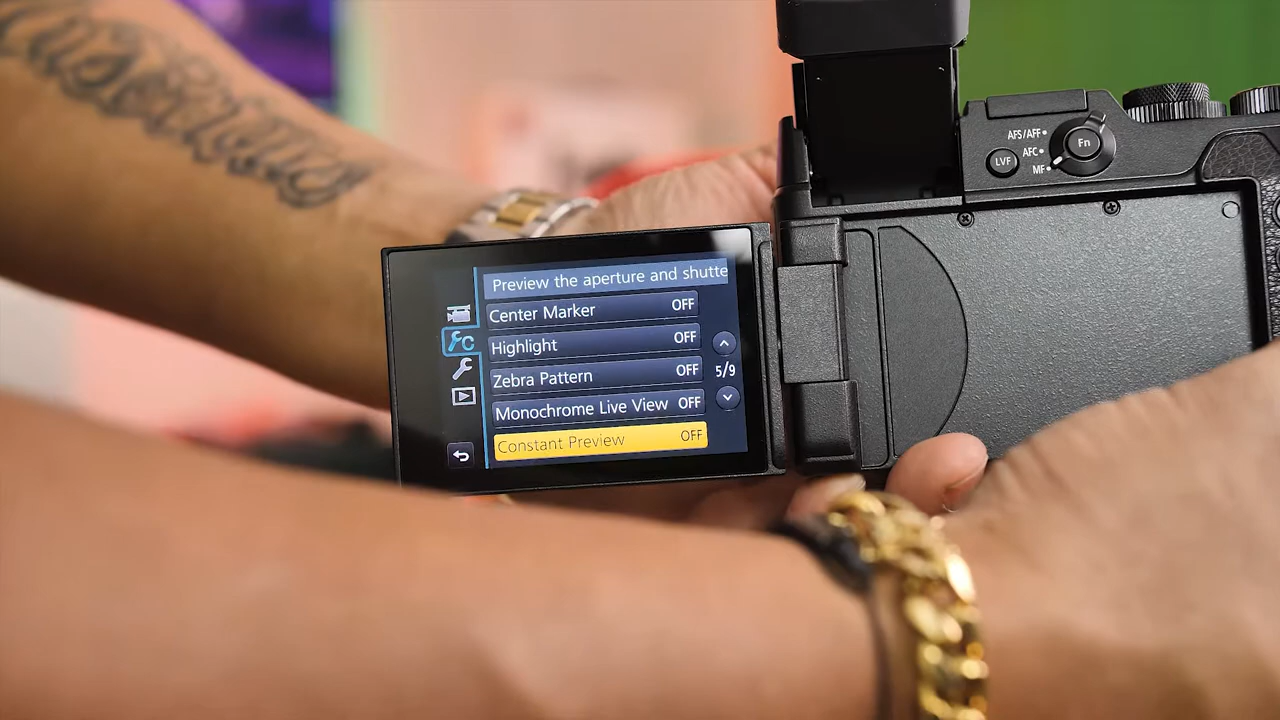 Preview the aperture and shutte
Center Marker OFF
Highlight OFF
Zebra Pattern OFF
Monochrome Live View OFF
Constant Preview OFF
5/9
C
AFS/AFF
AFC
MF
LVF
Fn